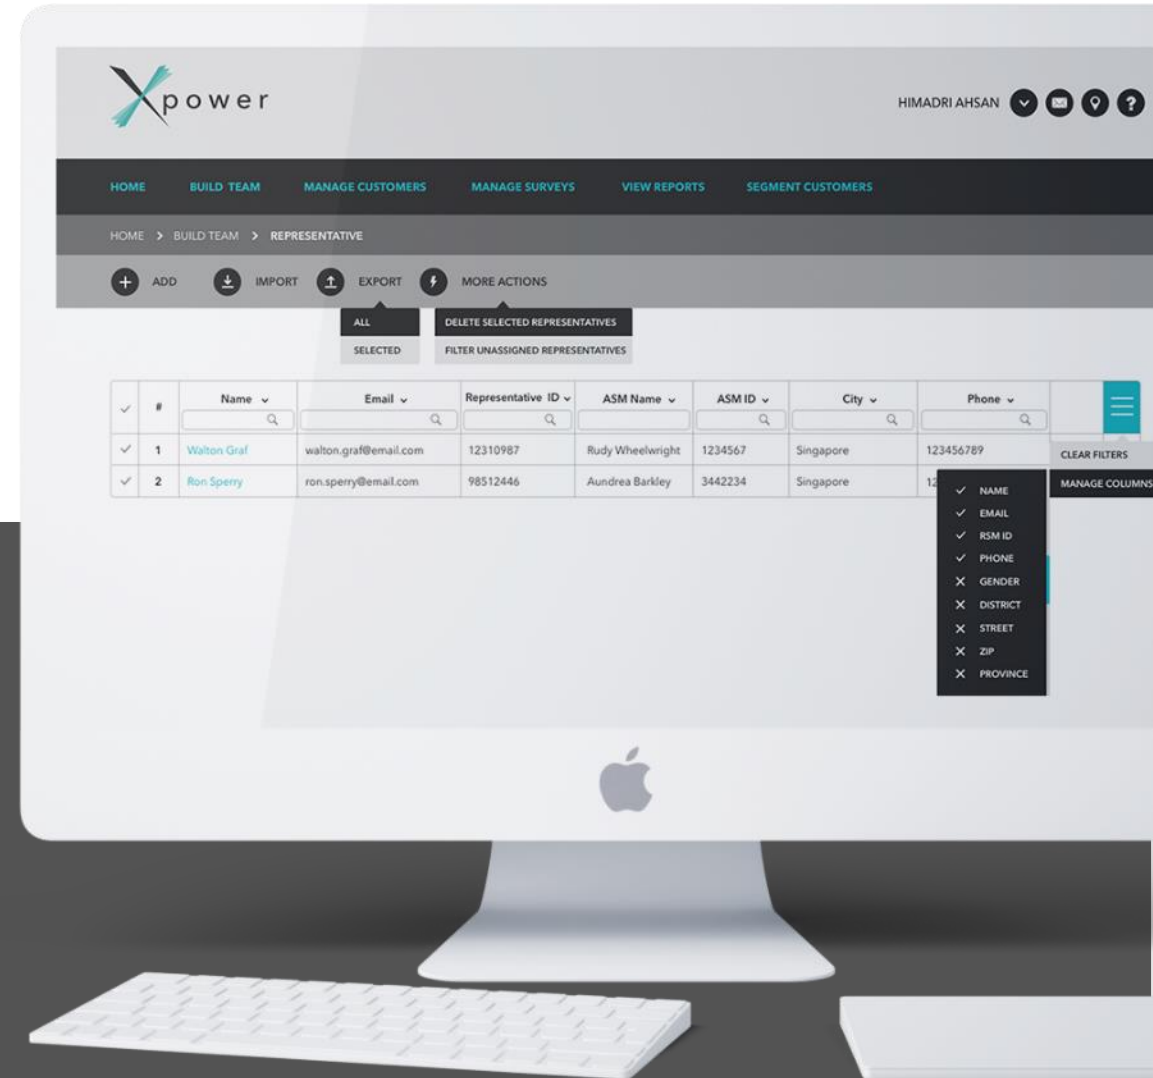 Xpower
HIMADRI AHSAN ?
HOME BUILD TEAM MANAGE CUSTOMERS MANAGE SURVEYS VIEW REPORTS SEGMENT CUSTOMERS
HOME > BUILD TEAM > REPRESENTATIVE
ADD IMPORT EXPORT MORE ACTIONS
ALL DELETE SELECTED REPRESENTATIVES
SELECTED FILTER UNASSIGNED REPRESENTATIVES
# Name Email Representative ID ASM Name ASM ID City Phone
1 Walton Graf walton.graf@email.com 12310987 Rudy Wheelwright 1234567 Singapore 123456789
CLEAR FILTERS
2 Ron Sperry ron.sperry@email.com 98512446 Aundrea Barkley 3442234 Singapore 12
MANAGE COLUMNS
NAME
EMAIL
RSM ID
PHONE
GENDER
DISTRICT
STREET
ZIP
PROVINCE